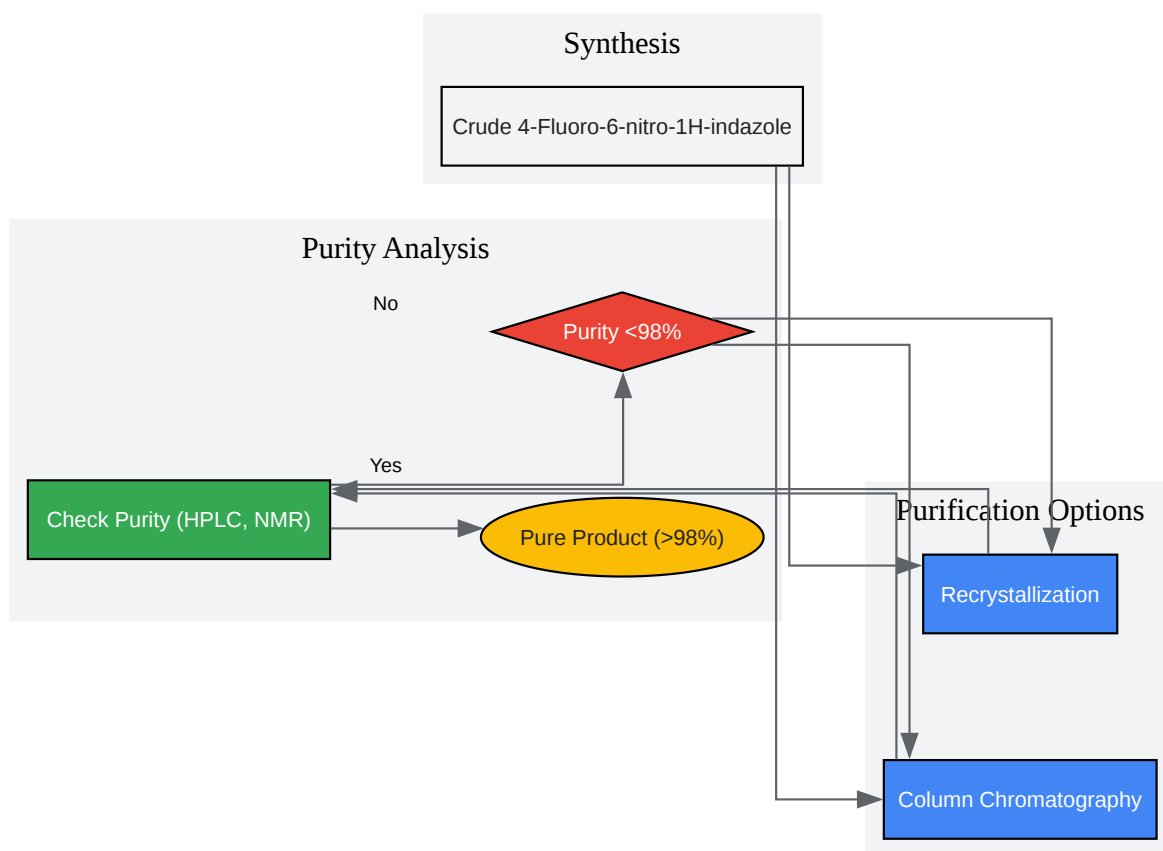 Synthesis
Crude 4-Fluoro-6-nitro-1H-indazole
Purity Analysis
No
Purity <98%
Yes
Check Purity (HPLC, NMR)
Pure Product (>98%)
Purification Options
Recrystallization
Column Chromatography